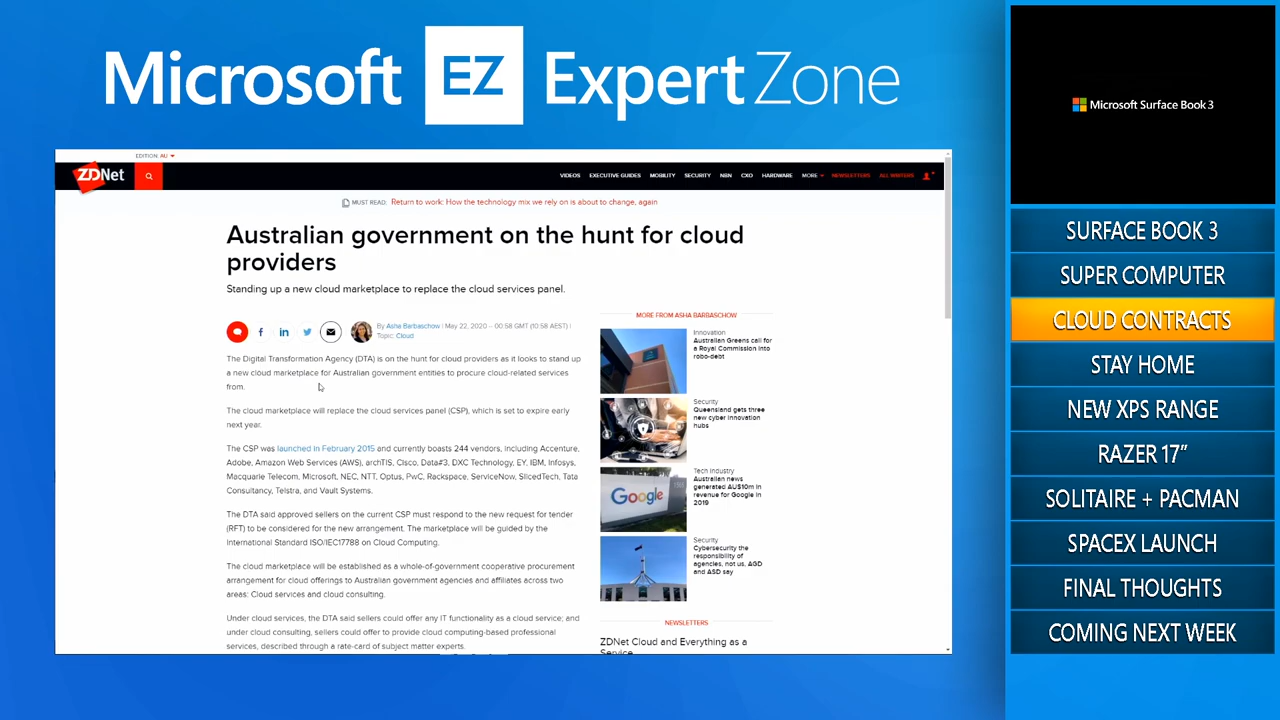 Microsoft EZ ExpertZone
EDITION: AU
ZDNet
VIDEOS EXECUTIVE GUIDES MOBILITY SECURITY NBN CXO HARDWARE MORE NEWSLETTERS ALL WRITERS
MUST READ: Return to work: How the technology mix we rely on is about to change, again
Australian government on the hunt for cloud
providers
Standing up a new cloud marketplace to replace the cloud services panel.
By Asha Barbaschow | May 22, 2020 -- 00:58 GMT (10:58 AEST) |
Topic: Cloud
The Digital Transformation Agency (DTA) is on the hunt for cloud providers as it looks to stand up
a new cloud marketplace for Australian government entities to procure cloud-related services
from.
The cloud marketplace will replace the cloud services panel (CSP), which is set to expire early
next year.
The CSP was launched in February 2015 and currently boasts 244 vendors, including Accenture,
Adobe, Amazon Web Services (AWS), archTIS, Cisco, Data#3, DXC Technology, EY, IBM, Infosys,
Macquarie Telecom, Microsoft, NEC, NTT, Optus, PwC, Rackspace, ServiceNow, SlicedTech, Tata
Consultancy, Telstra, and Vault Systems.
The DTA said approved sellers on the current CSP must respond to the new request for tender
(RFT) to be considered for the new arrangement. The marketplace will be guided by the
International Standard ISO/IEC17788 on Cloud Computing.
The cloud marketplace will be established as a whole-of-government cooperative procurement
arrangement for cloud offerings to Australian government agencies and affiliates across two
areas: Cloud services and cloud consulting.
Under cloud services, the DTA said sellers could offer any IT functionality as a cloud service; and
under cloud consulting, sellers could offer to provide cloud computing-based professional
services, described through a rate-card of subject matter experts.
MORE FROM ASHA BARBASCHOW
Innovation
Australian Greens call for
a Royal Commission into
robo-debt
Security
Queensland gets three
new cyber innovation
hubs
Tech Industry
Australian news
generated AU$10m in
revenue for Google in
2019
Google
Security
Cybersecurity the
responsibility of
agencies, not us, AGD
and ASD say
NEWSLETTERS
ZDNet Cloud and Everything as a
Service
Microsoft Surface Book 3
SURFACE BOOK 3
SUPER COMPUTER
CLOUD CONTRACTS
STAY HOME
NEW XPS RANGE
RAZER 17”
SOLITAIRE + PACMAN
SPACEX LAUNCH
FINAL THOUGHTS
COMING NEXT WEEK